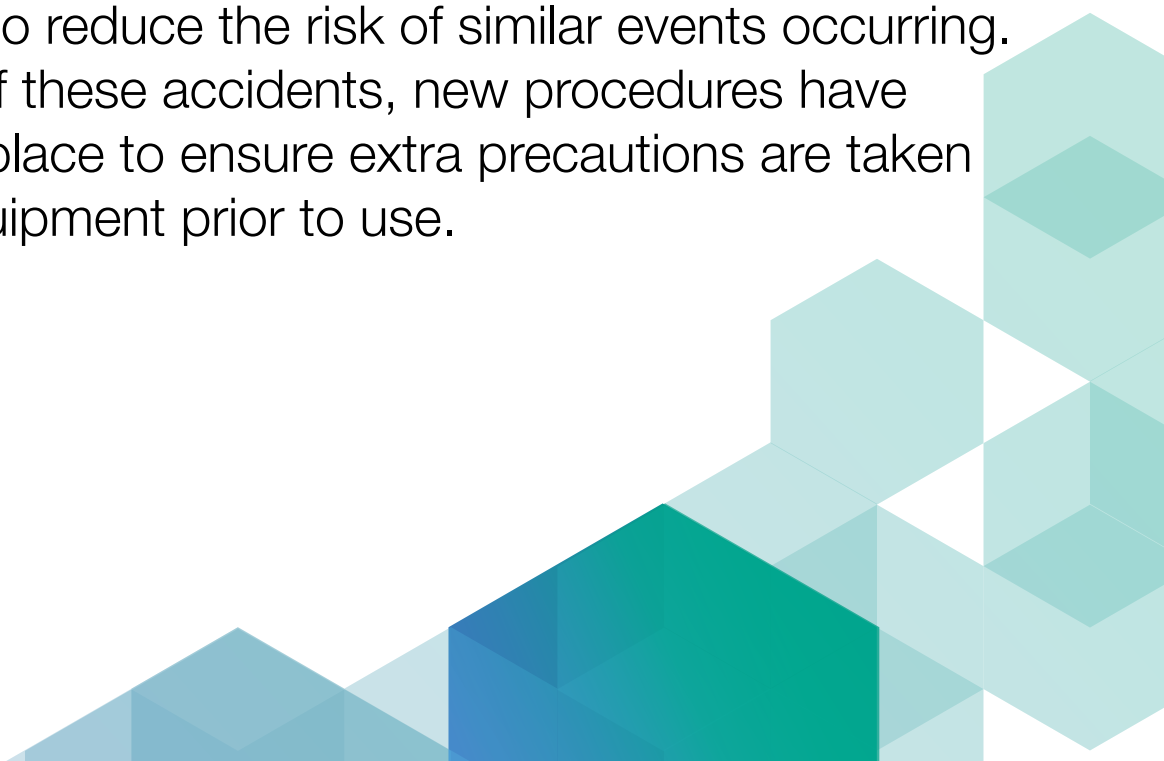 o reduce the risk of similar events occurring.
f these accidents, new procedures have
place to ensure extra precautions are taken
uipment prior to use.